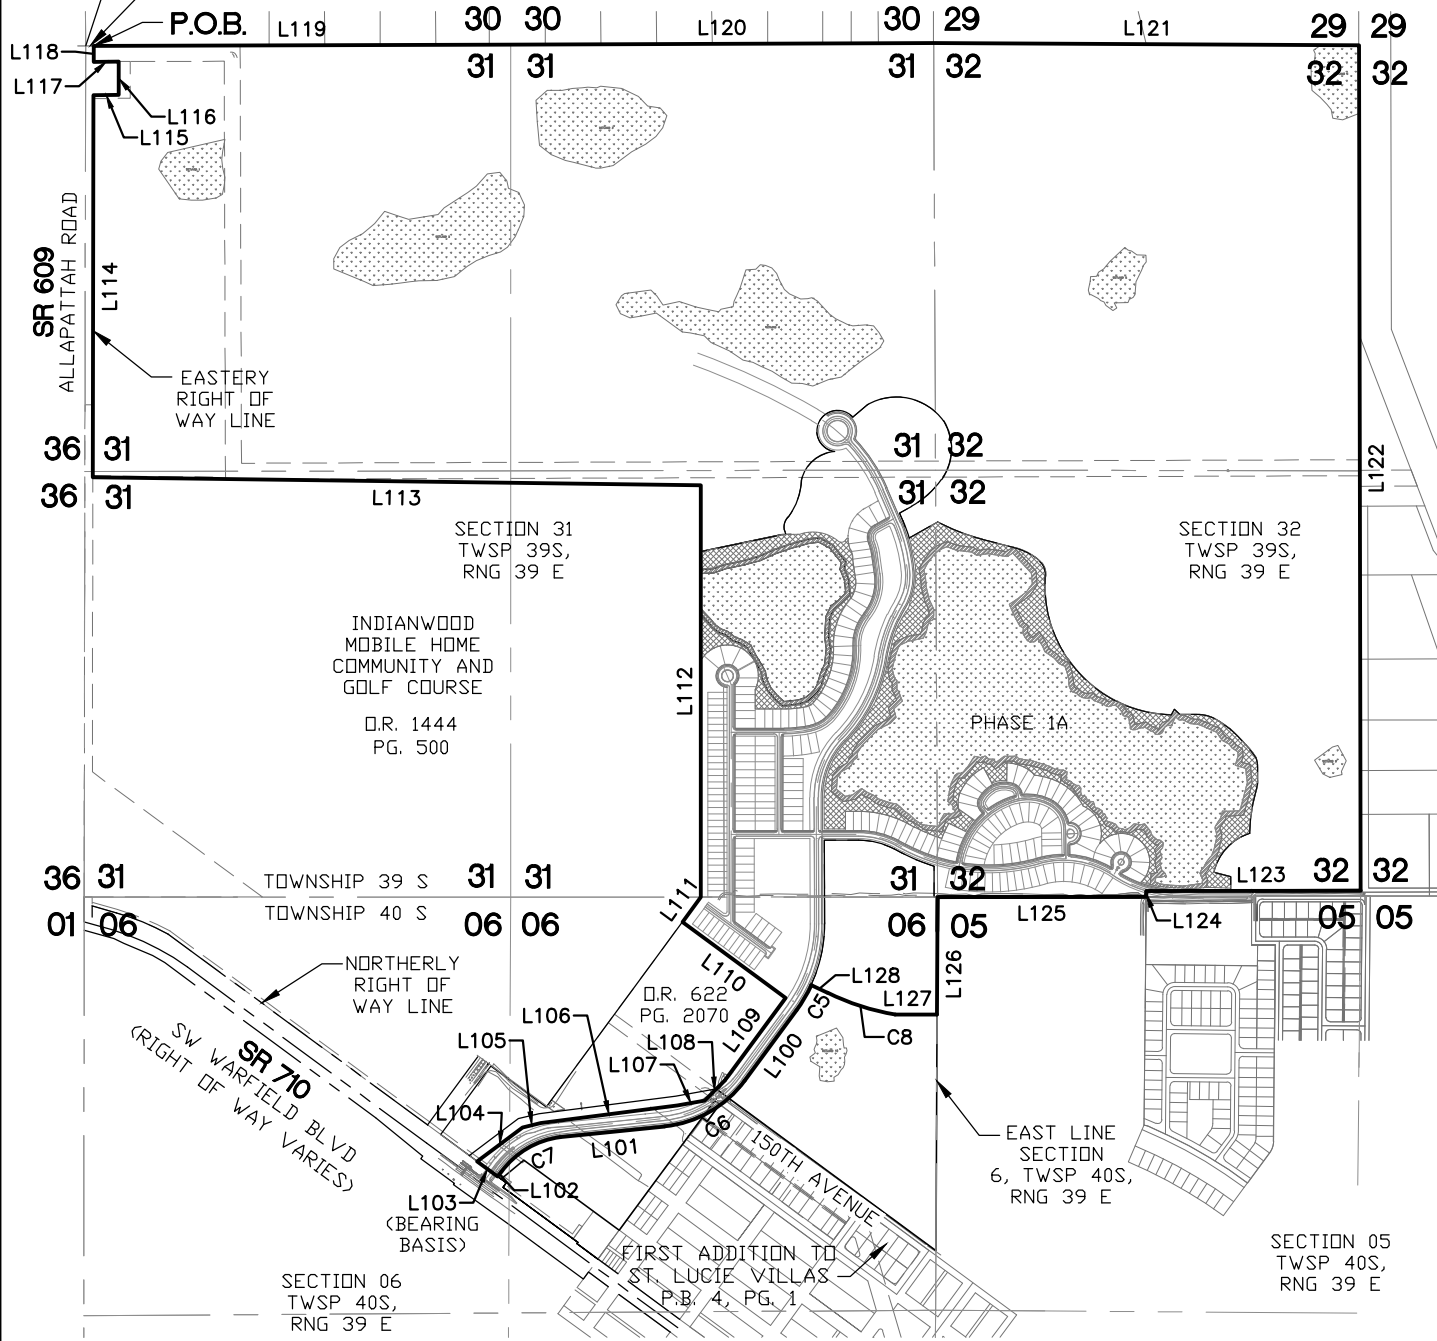 P.O.B.
L119
30
30
L120
30
29
L121
29
29
L118
31
31
31
32
32
32
L117
L116
L115
SR 609
ALLAPATTAH ROAD
L114
EASTERY
RIGHT OF
WAY LINE
36
31
31
32
L122
36
31
L113
31
32
SECTION 31
TWSP 39S,
RNG 39 E
SECTION 32
TWSP 39S,
RNG 39 E
INDIANWOOD
MOBILE HOME
COMMUNITY AND
GOLF COURSE
O.R. 1444
PG. 500
L112
PHASE 1A
36
31
TOWNSHIP 39 S
31
31
31
32
L123
32
32
TOWNSHIP 40 S
L111
L125
L124
01
06
06
06
06
05
05
05
NORTHERLY
RIGHT OF
WAY LINE
L110
O.R. 622
PG. 2070
L128
L127
L126
C5
C8
L109
L100
L106
L105
L108
L107
SW WARFIELD BLVD
(RIGHT OF WAY VARIES)
SR 710
L104
C7
L101
C6
150TH AVENUE
L102
L103
(BEARING
BASIS)
EAST LINE
SECTION
6, TWSP 40S,
RNG 39 E
FIRST ADDITION TO
ST. LUCIE VILLAS
P.B. 4, PG. 1
SECTION 05
TWSP 40S,
RNG 39 E
SECTION 06
TWSP 40S,
RNG 39 E